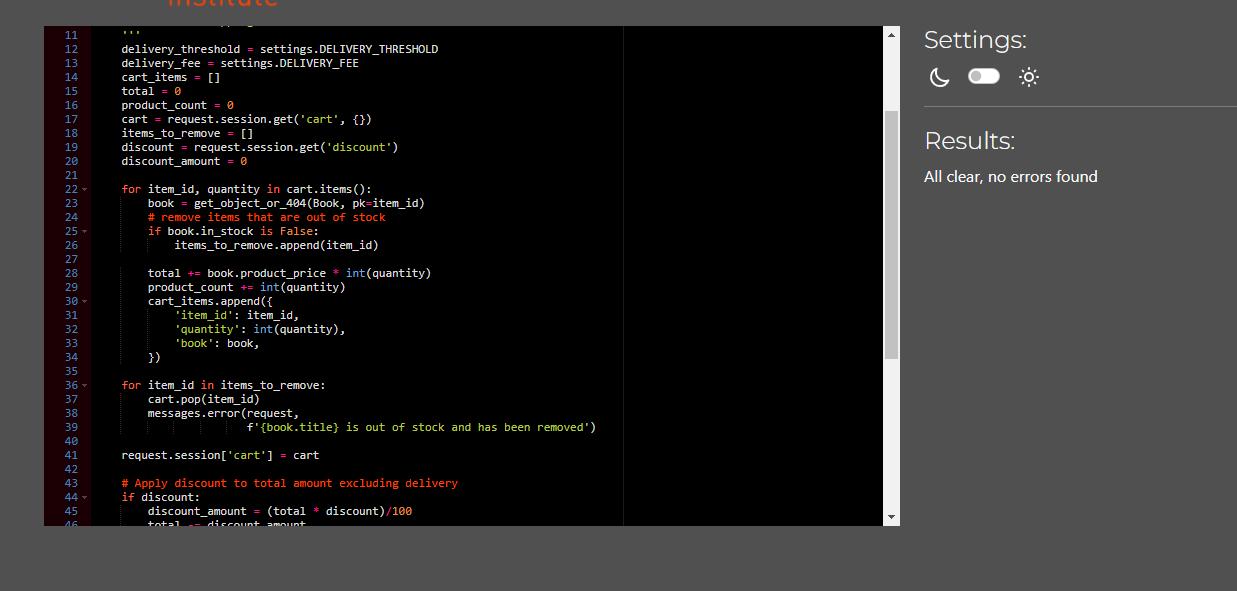 Institute
11 '''
12 delivery_threshold = settings.DELIVERY_THRESHOLD
13 delivery_fee = settings.DELIVERY_FEE
14 cart_items = []
15 total = 0
16 product_count = 0
17 cart = request.session.get('cart', {})
18 items_to_remove = []
19 discount = request.session.get('discount')
20 discount_amount = 0
21
22 for item_id, quantity in cart.items():
23 book = get_object_or_404(Book, pk=item_id)
24 # remove items that are out of stock
25 if book.in_stock is False:
26 items_to_remove.append(item_id)
27
28 total += book.product_price * int(quantity)
29 product_count += int(quantity)
30 cart_items.append({
31 'item_id': item_id,
32 'quantity': int(quantity),
33 'book': book,
34 })
35
36 for item_id in items_to_remove:
37 cart.pop(item_id)
38 messages.error(request,
39 f'{book.title} is out of stock and has been removed')
40
41 request.session['cart'] = cart
42
43 # Apply discount to total amount excluding delivery
44 if discount:
45 discount_amount = (total * discount)/100
46 total -= discount_amount
Settings:
Results:
All clear, no errors found